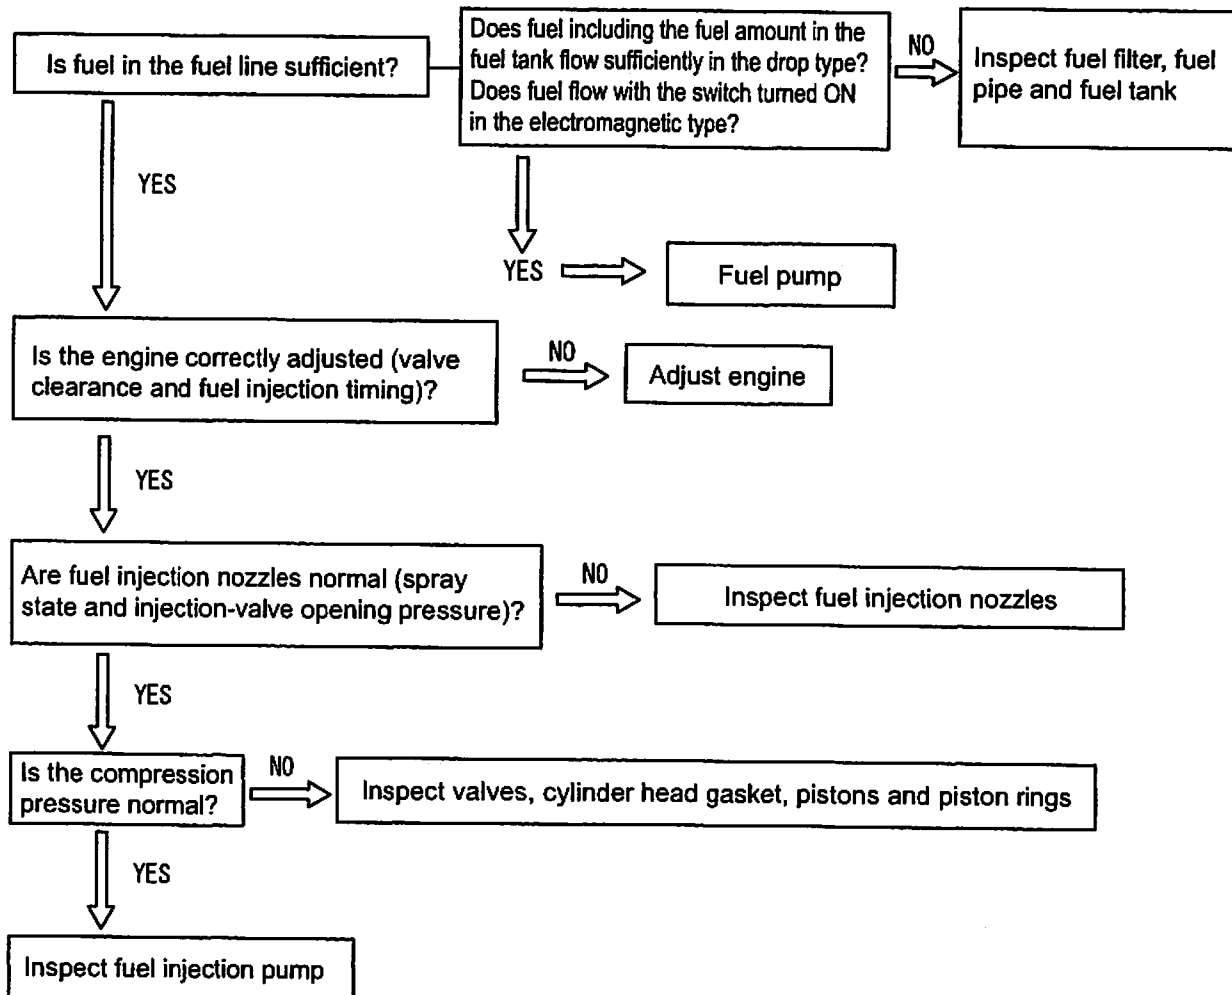 Is fuel in the fuel line sufficient?
Does fuel including the fuel amount in the
fuel tank flow sufficiently in the drop type?
Does fuel flow with the switch turned ON
in the electromagnetic type?
NO
Inspect fuel filter, fuel
pipe and fuel tank
YES
YES
Fuel pump
Is the engine correctly adjusted (valve
clearance and fuel injection timing)?
NO
Adjust engine
YES
Are fuel injection nozzles normal (spray
state and injection-valve opening pressure)?
NO
Inspect fuel injection nozzles
YES
Is the compression
pressure normal?
NO
Inspect valves, cylinder head gasket, pistons and piston rings
YES
Inspect fuel injection pump